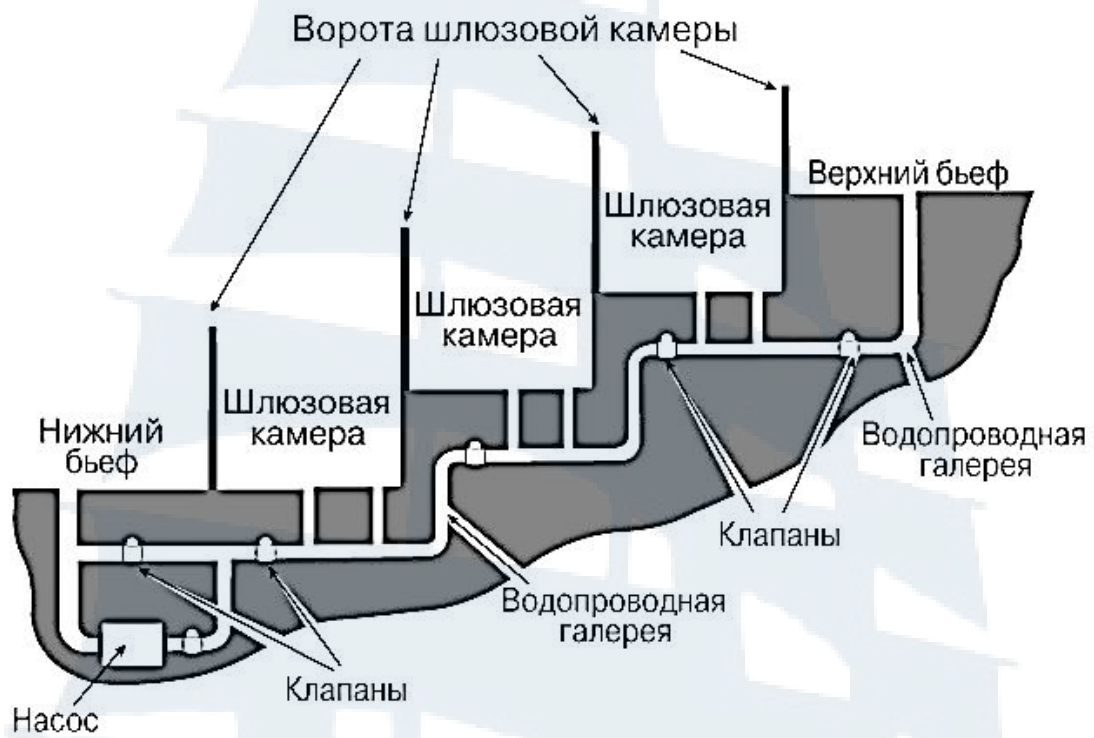 Ворота шлюзовой камеры
Верхний бьеф
Шлюзовая
камера
Шлюзовая
камера
Шлюзовая
камера
Нижний
бьеф
Водопроводная
галерея
Клапаны
Водопроводная
галерея
Клапаны
Насос